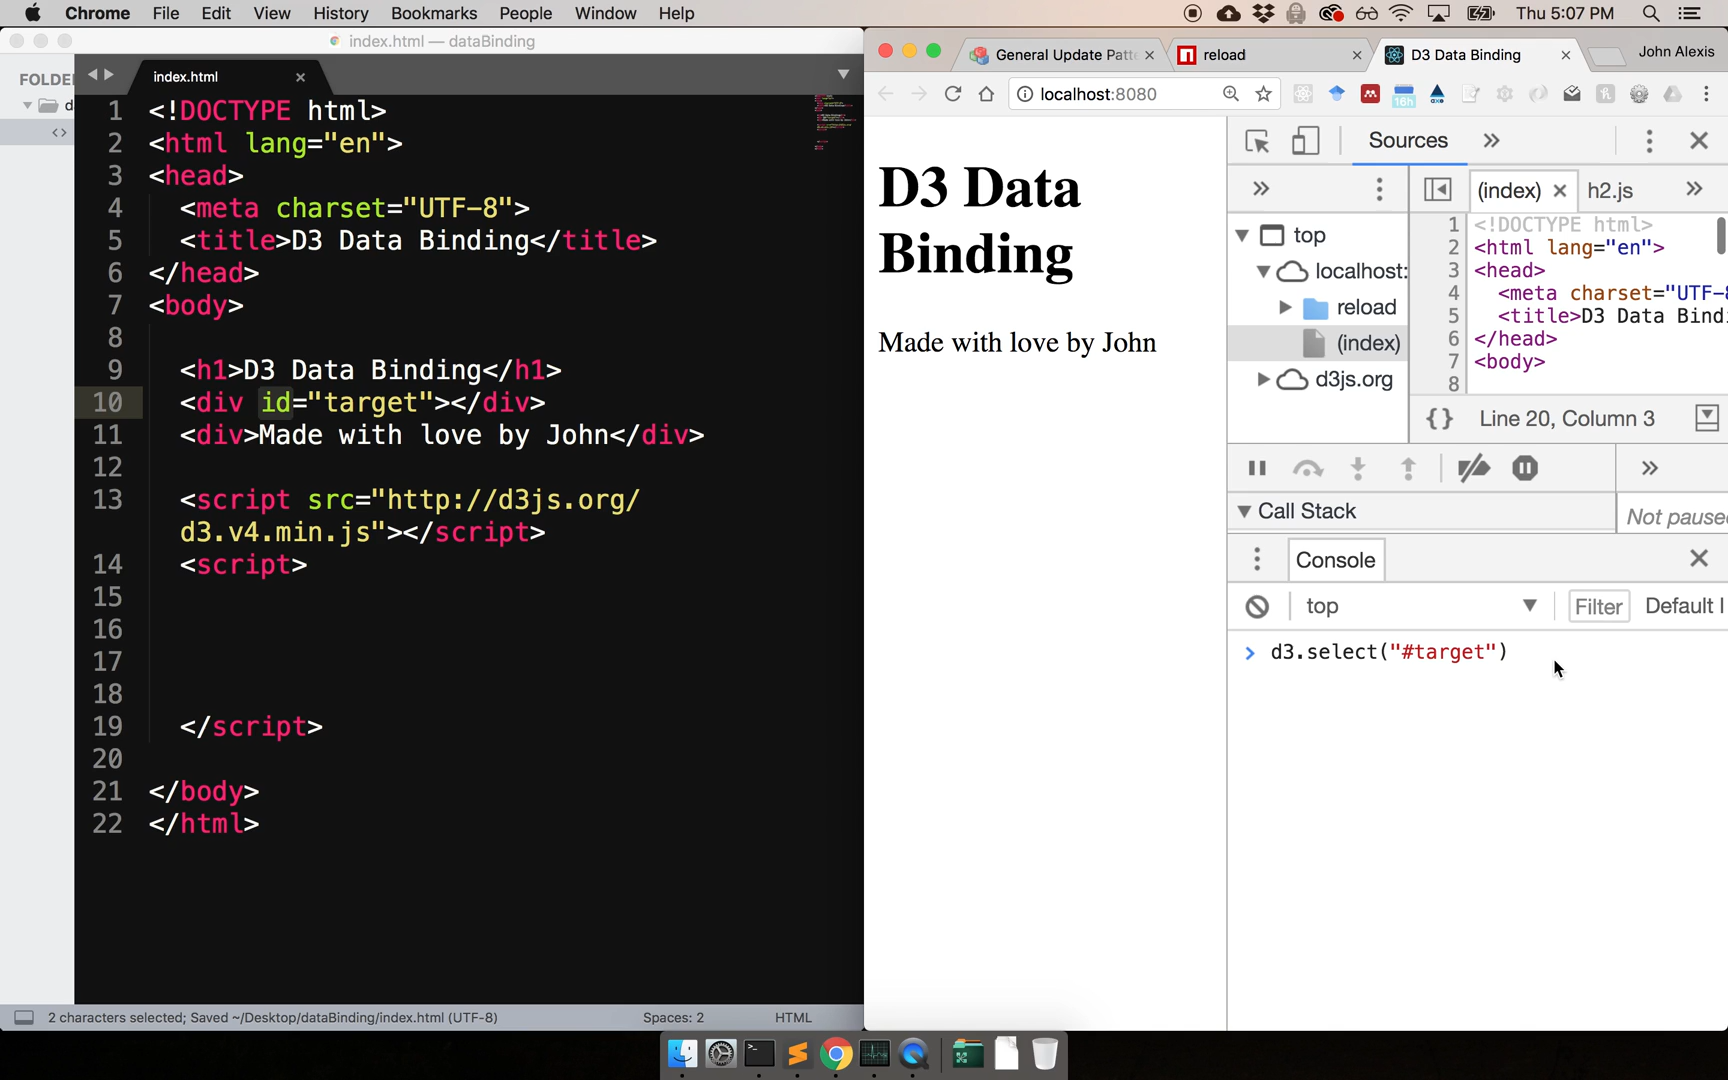 Chrome File Edit View History Bookmarks People Window Help Thu 5:07 PM
index.html — dataBinding
FOLDE
d
<>
index.html
1 <!DOCTYPE html>
2 <html lang="en">
3 <head>
4 <meta charset="UTF-8">
5 <title>D3 Data Binding</title>
6 </head>
7 <body>
8
9 <h1>D3 Data Binding</h1>
10 <div id="target"></div>
11 <div>Made with love by John</div>
12
13 <script src="http://d3js.org/
d3.v4.min.js"></script>
14 <script>
15
16
17
18
19 </script>
20
21 </body>
22 </html>
2 characters selected; Saved ~/Desktop/dataBinding/index.html (UTF-8) Spaces: 2 HTML
General Update Patte
reload
D3 Data Binding
John Alexis
localhost:8080
16h
D3 Data
Binding
Made with love by John
Sources
(index) h2.js
top
localhost:
reload
(index)
d3js.org
1 <!DOCTYPE html>
2 <html lang="en">
3 <head>
4 <meta charset="UTF-8
5 <title>D3 Data Bind
6 </head>
7 <body>
8
{} Line 20, Column 3
Call Stack
Not pause
Console
top Filter Default l
> d3.select("#target")